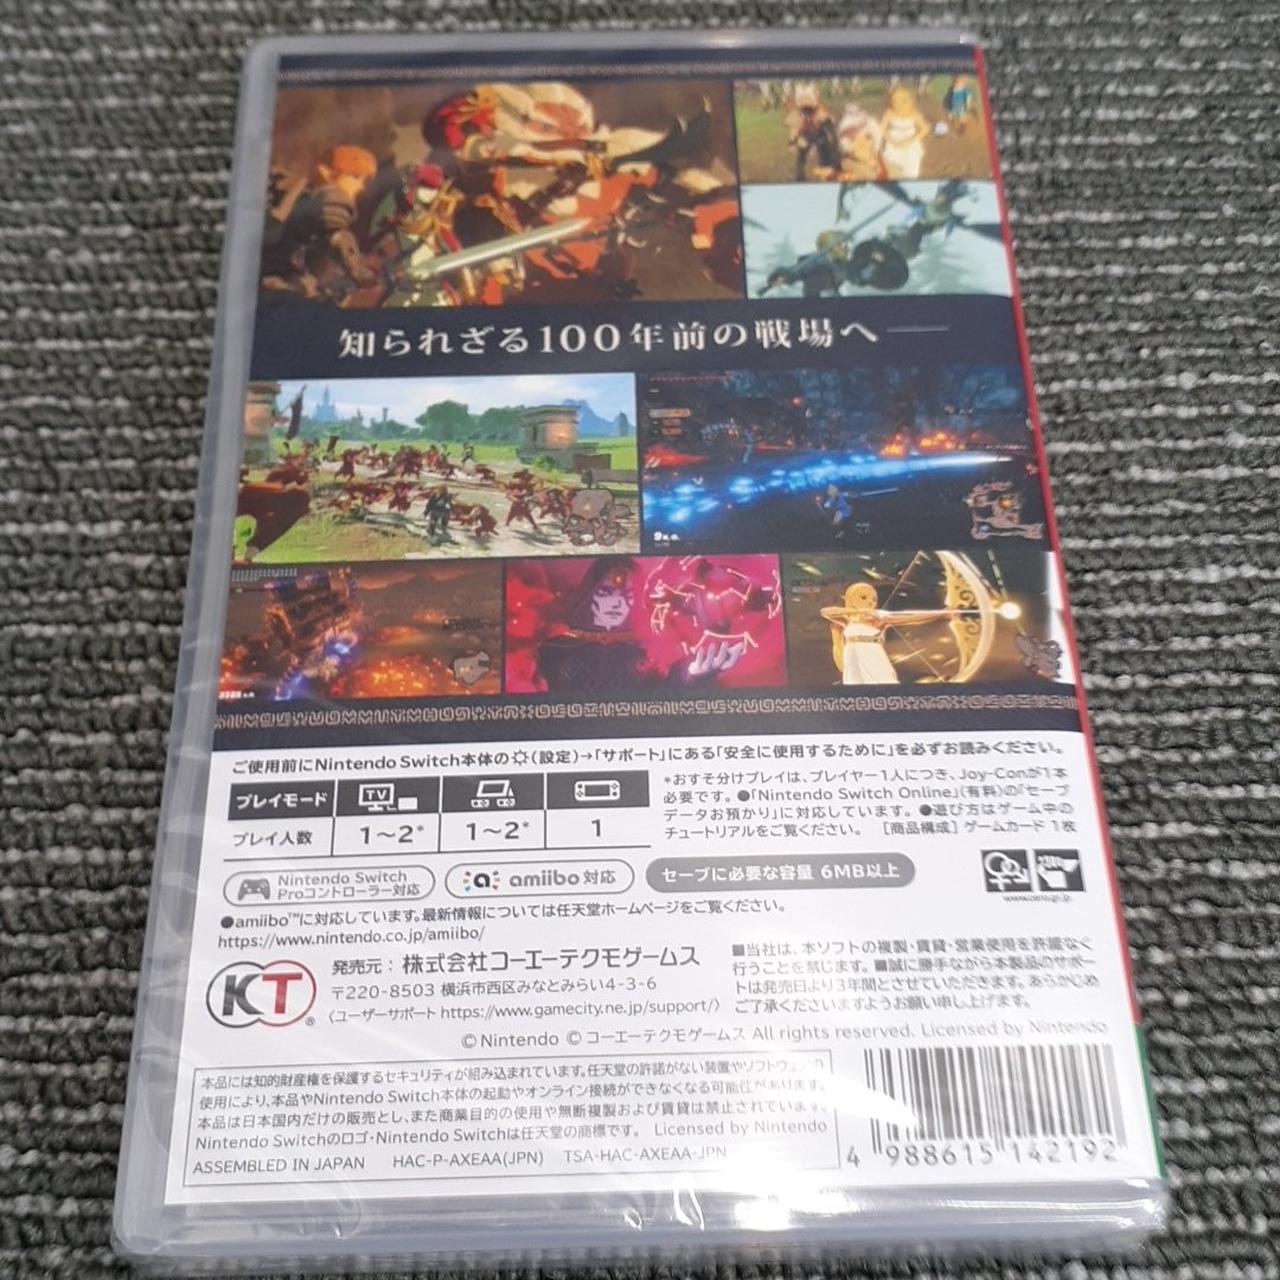 知られざる100年前の戦場へ──
9K.O.
ご使用前にNintendo Switch本体の(設定)→「サポート」にある「安全に使用するために」を必ずお読みください。
プレイモード TV
プレイ人数 1～2* 1～2* 1
*おすそ分けプレイは、プレイヤー1人につき、Joy-Conが1本
必要です。●「Nintendo Switch Online」(有料)の「セーブ
データお預かり」に対応しています。●遊び方はゲーム中の
チュートリアルをご覧ください。［商品構成］ゲームカード 1枚
Nintendo Switch
Proコントローラー対応
amiibo 対応
セーブに必要な容量 6MB以上
www.cero.gr.jp
●amiibo™に対応しています。最新情報については任天堂ホームページをご覧ください。
https://www.nintendo.co.jp/amiibo/
KT®
発売元：株式会社コーエーテクモゲームス
〒220-8503 横浜市西区みなとみらい4-3-6
〈ユーザーサポート https://www.gamecity.ne.jp/support/〉
■当社は、本ソフトの複製・賃貸・営業使用を許諾なく
行うことを禁じます。■誠に勝手ながら本製品のサポー
トは発売日より3年間とさせていただきます。あらかじめ
ご了承くださいますようお願い申し上げます。
© Nintendo © コーエーテクモゲームス All rights reserved. Licensed by Nintendo
本品には知的財産権を保護するセキュリティが組み込まれています。任天堂の許諾がない装置やソフトウェアの
使用により、本品やNintendo Switch本体の起動やオンライン接続ができなくなる可能性があります。
本品は日本国内だけの販売とし、また商業目的の使用や無断複製および賃貸は禁止されています。
Nintendo Switchのロゴ・Nintendo Switchは任天堂の商標です。 Licensed by Nintendo
ASSEMBLED IN JAPAN HAC-P-AXEAA(JPN) TSA-HAC-AXEAA-JPN
4 988615 142192